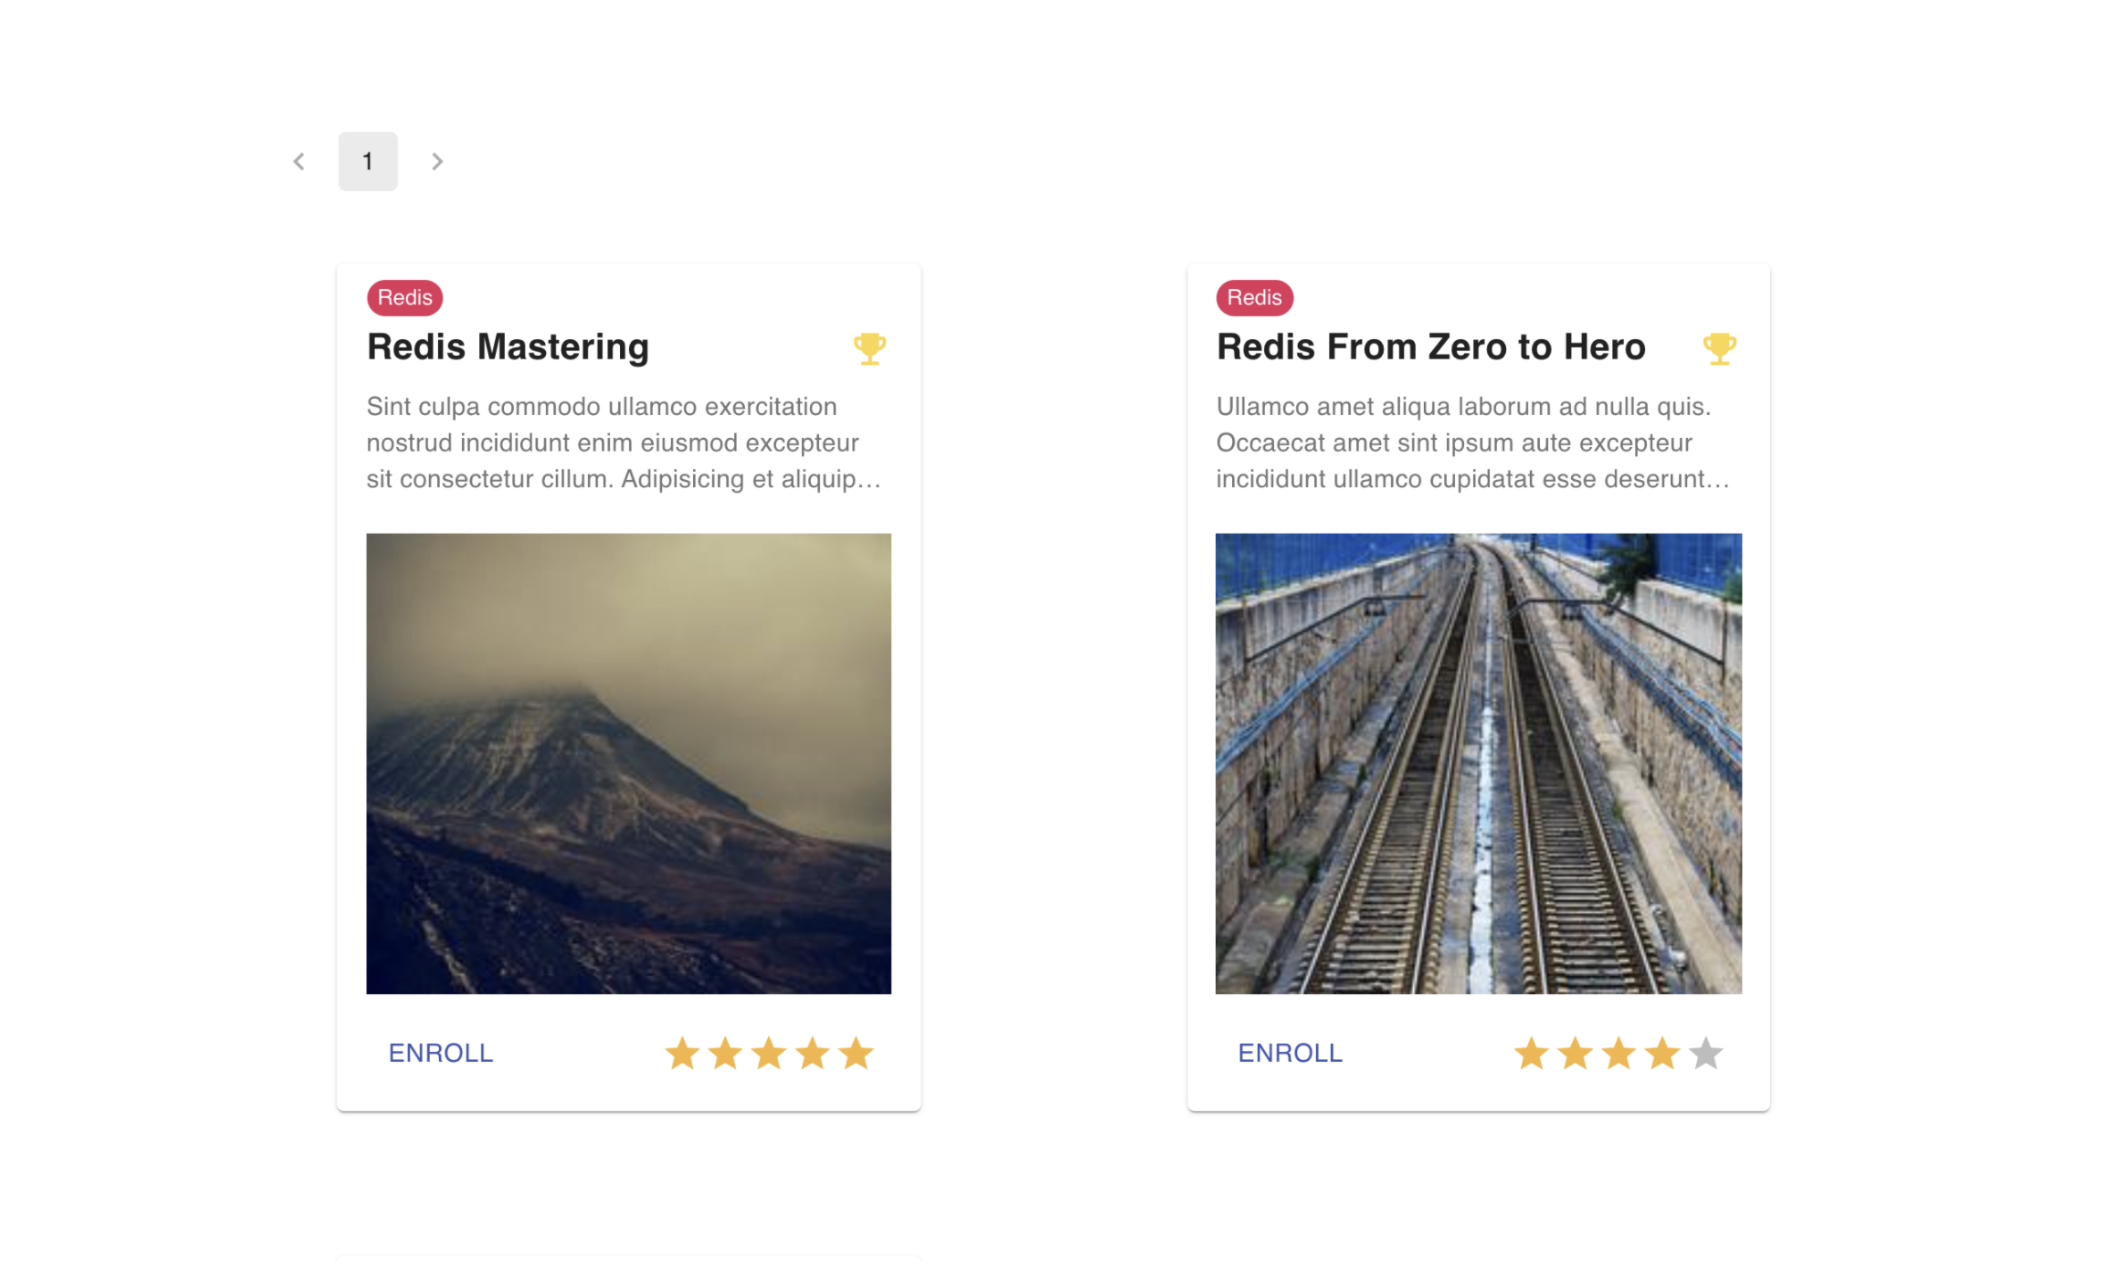 1
Redis
Redis Mastering
Sint culpa commodo ullamco exercitation
nostrud incididunt enim eiusmod excepteur
sit consectetur cillum. Adipisicing et aliquip…
ENROLL
Redis
Redis From Zero to Hero
Ullamco amet aliqua laborum ad nulla quis.
Occaecat amet sint ipsum aute excepteur
incididunt ullamco cupidatat esse deserunt…
ENROLL